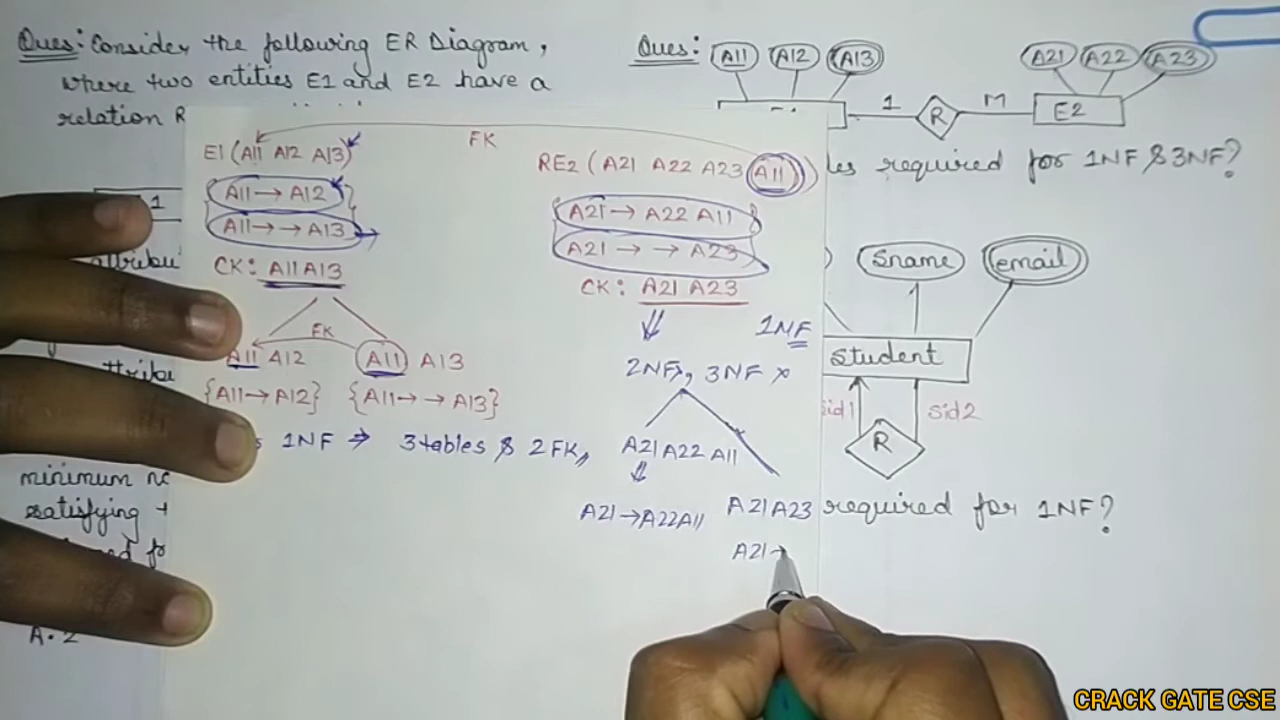 Ques: Consider the following ER Diagram,
where two entities E1 and E2 have a
relation R
Ques: A11 A12 A13 A21 A22 A23
1 R M E2
required for 1NF & 3NF?
FK
E1 (A11 A12 A13)
A11 → A12
A11 → → A13
CK: A11 A13
FK
A11 A12 A11 A13
{A11 → A12} {A11 → → A13}
1NF ⇒ 3 tables & 2 FK
RE2 ( A21 A22 A23 A11 )
A21 → A22 A11
A21 → → A23
CK: A21 A23
1NF
2NF x, 3NF x
A21 A22 A11
A21 → A22 A11
A21 A23
A21 →
1
Sname email
Student
sid1 sid2
R
required for 1NF?
minimum
satisfying
A. 2
CRACK GATE CSE